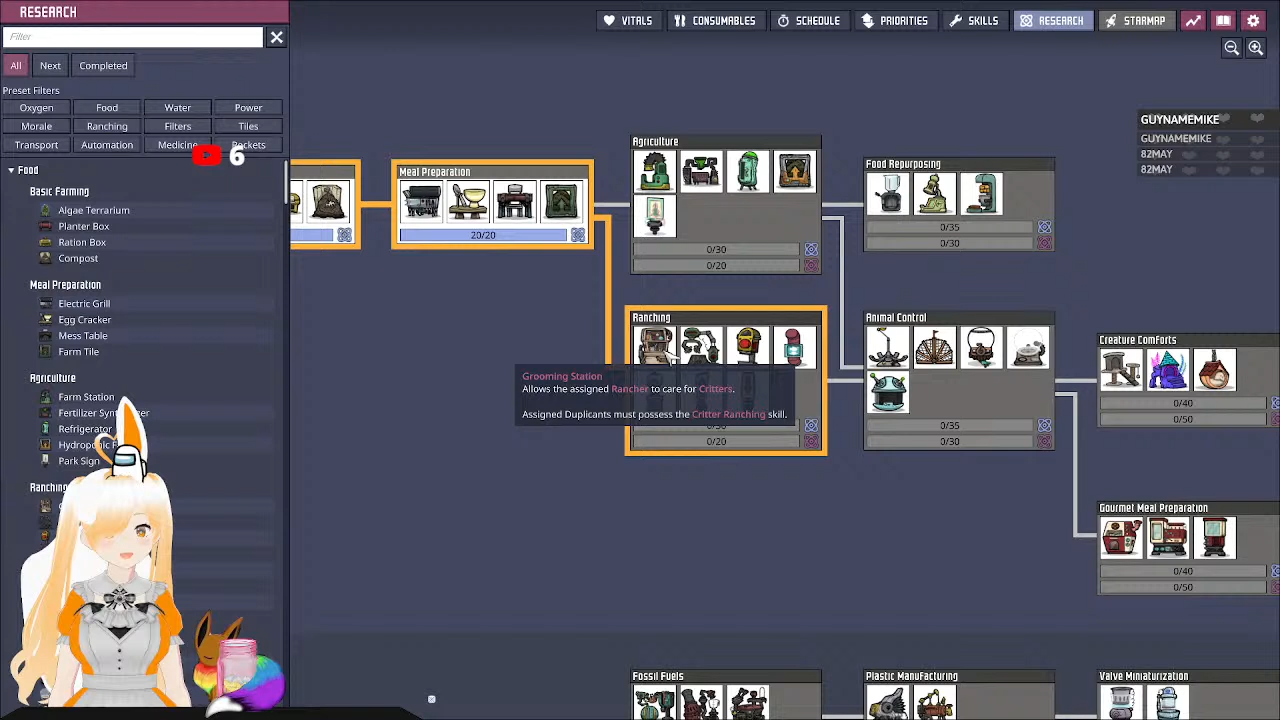 RESEARCH
Filter
All
Next
Completed
Preset Filters
Oxygen
Food
Water
Power
Morale
Ranching
Filters
Tiles
Transport
Automation
Medicine
ockets
6
Food
Basic Farming
Algae Terrarium
Planter Box
Ration Box
Compost
Meal Preparation
Electric Grill
Egg Cracker
Mess Table
Farm Tile
Agriculture
Farm Station
Fertilizer Syn
Refrigerator
Hydroponic
Park Sign
Ranching
VITALS
CONSUMABLES
SCHEDULE
PRIORITIES
SKILLS
RESEARCH
STARMAP
GUYNAMEMIKE
GUYNAMEMIKE
82MAY
82MAY
Meal Preparation
20/20
Agriculture
0/30
0/20
Food Repurposing
0/35
0/30
Ranching
Grooming Station
Allows the assigned Rancher to care for Critters.
Assigned Duplicants must possess the Critter Ranching skill.
0/20
Animal Control
0/35
0/30
Creature Comforts
0/40
0/50
Gourmet Meal Preparation
0/40
0/50
Fossil Fuels
Plastic Manufacturing
Valve Miniaturization